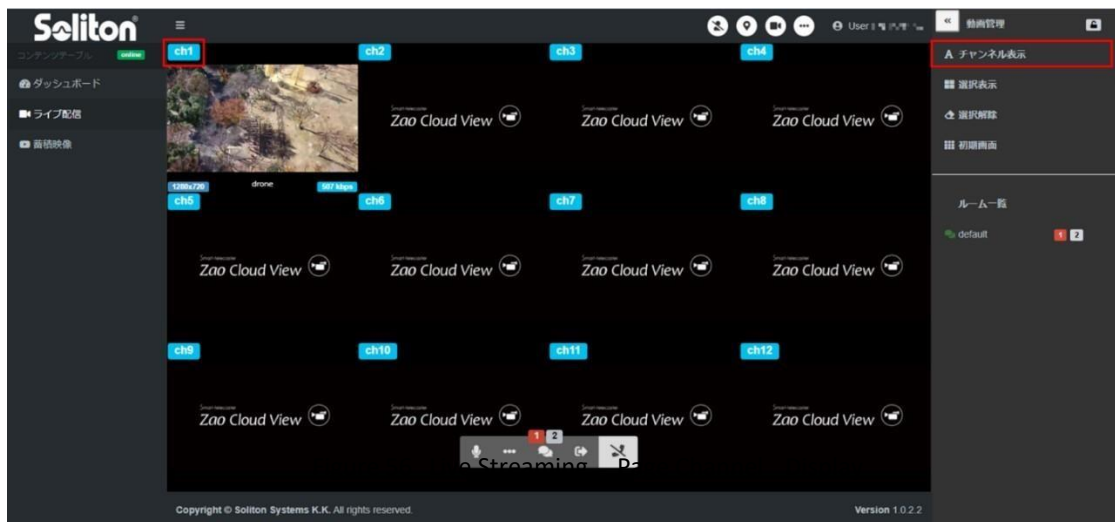 Soliton
User
動画管理
コンテンツテーブル
online
ch1
ch2
ch3
ch4
A チャンネル表示
ダッシュボード
選択表示
ライブ配信
Zao Cloud View
Zao Cloud View
Zao Cloud View
選択解除
蓄積映像
初期画面
1280x720
drone
507 kbps
ch5
ch6
ch7
ch8
ルーム一覧
default
1 2
Zao Cloud View
Zao Cloud View
Zao Cloud View
Zao Cloud View
ch9
ch10
ch11
ch12
Zao Cloud View
Zao Cloud View
Zao Cloud View
Zao Cloud View
1 2
Streaming
Copyright © Soliton Systems K.K. All rights reserved.
Version 1.0.2.2